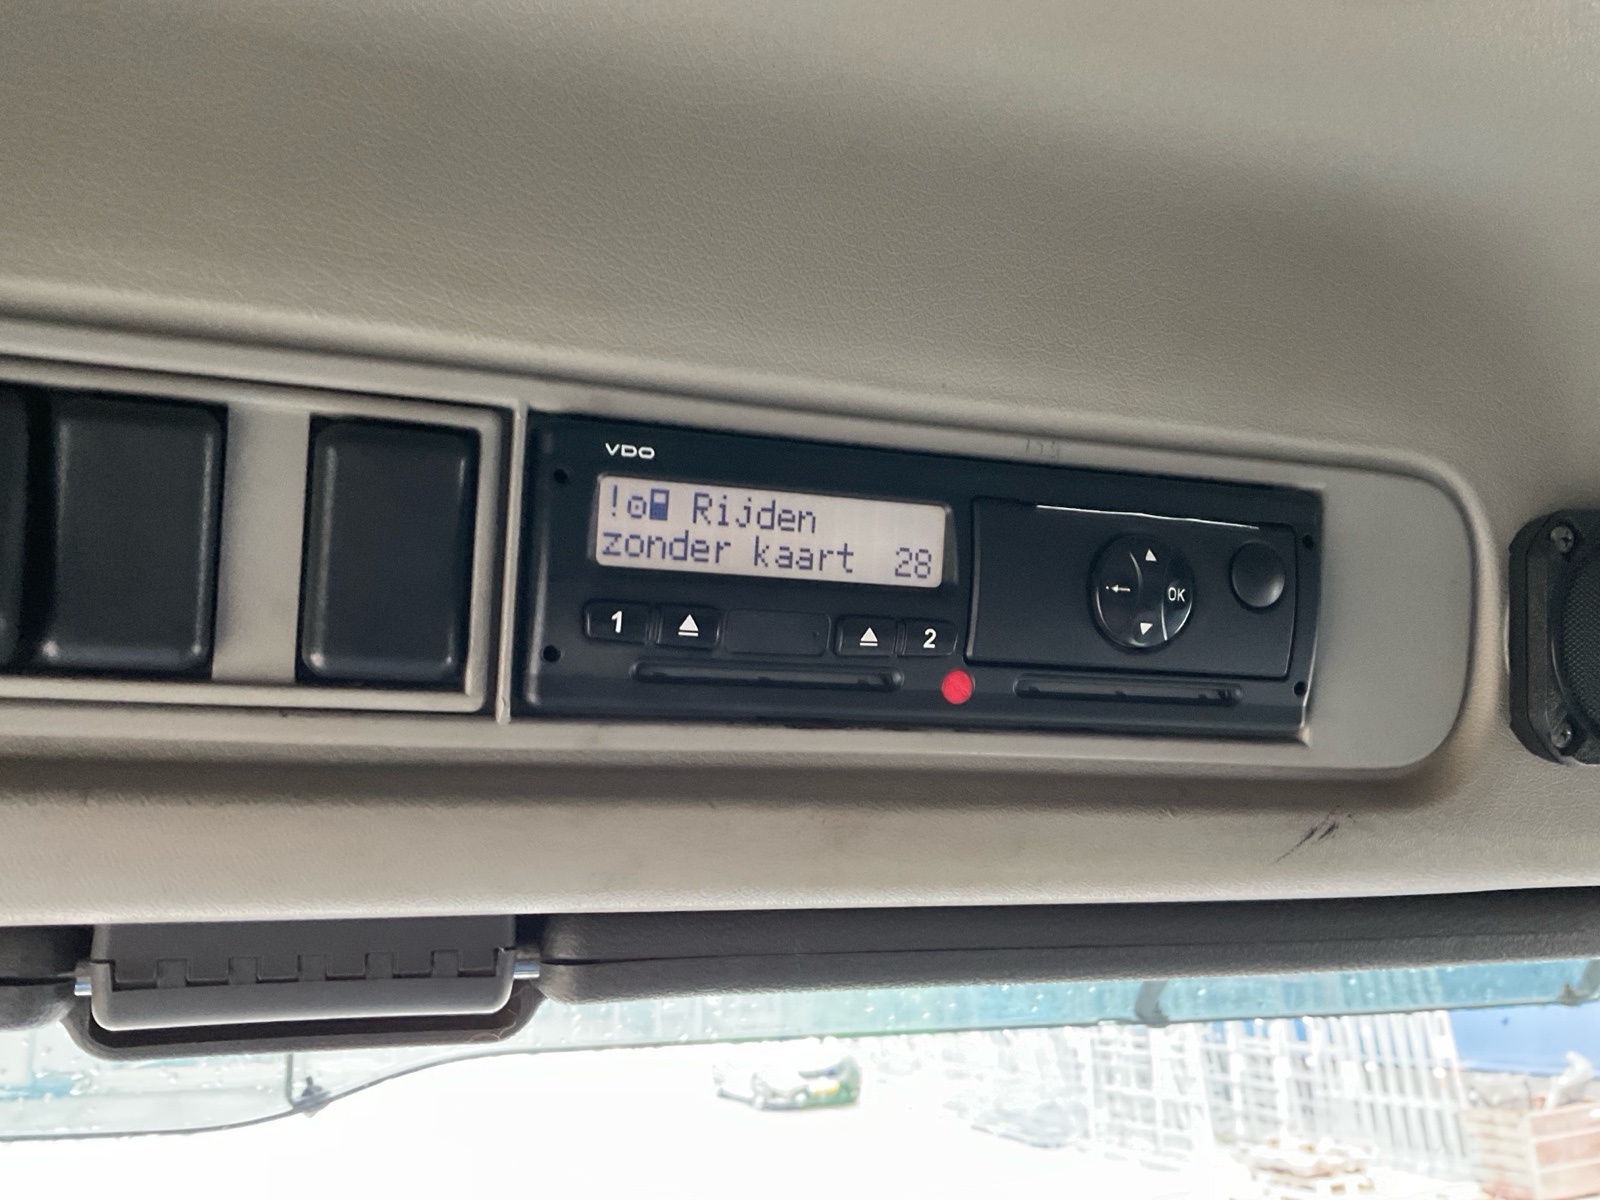 VDO
! Rijden
zonder kaart 28
1
2
OK